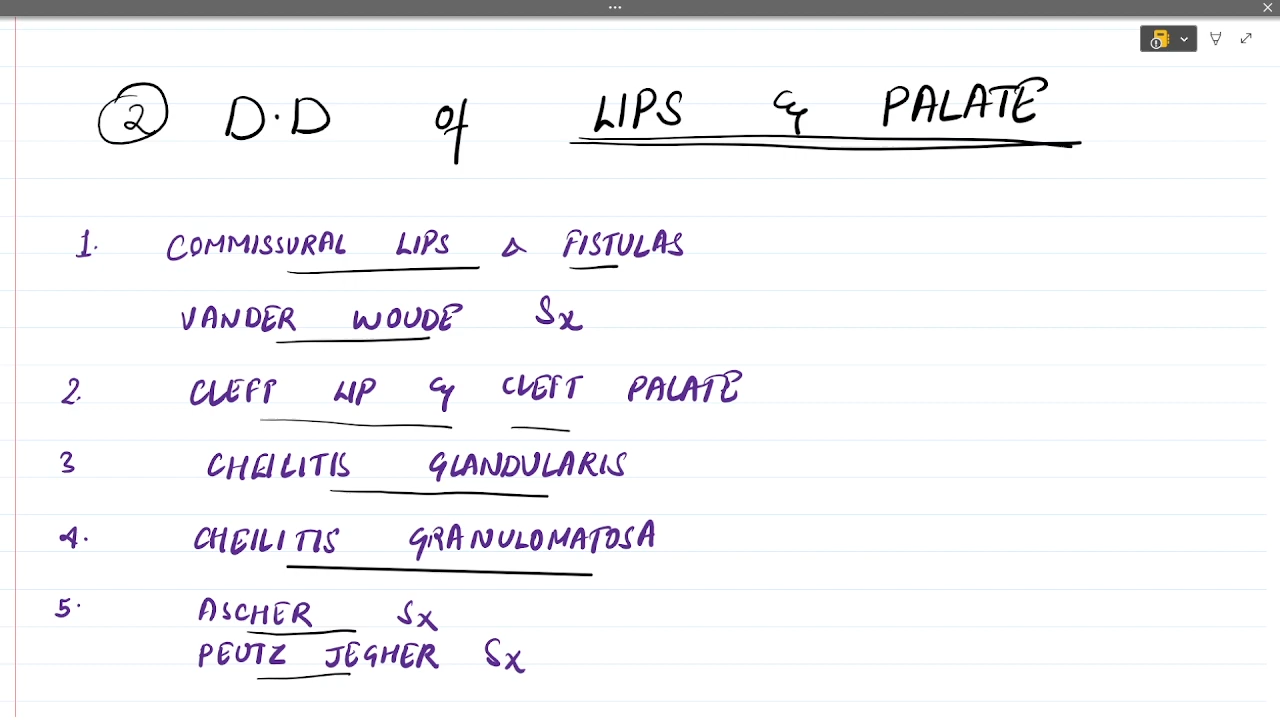 2 D.D of LIPS & PALATE
1. COMMISSURAL LIPS & FISTULAS
VANDER WOUDE Sx
2. CLEFT LIP & CLEFT PALATE
3 CHEILITIS GLANDULARIS
4. CHEILITIS GRANULOMATOSA
5. ASCHER Sx
PEUTZ JEGHER Sx